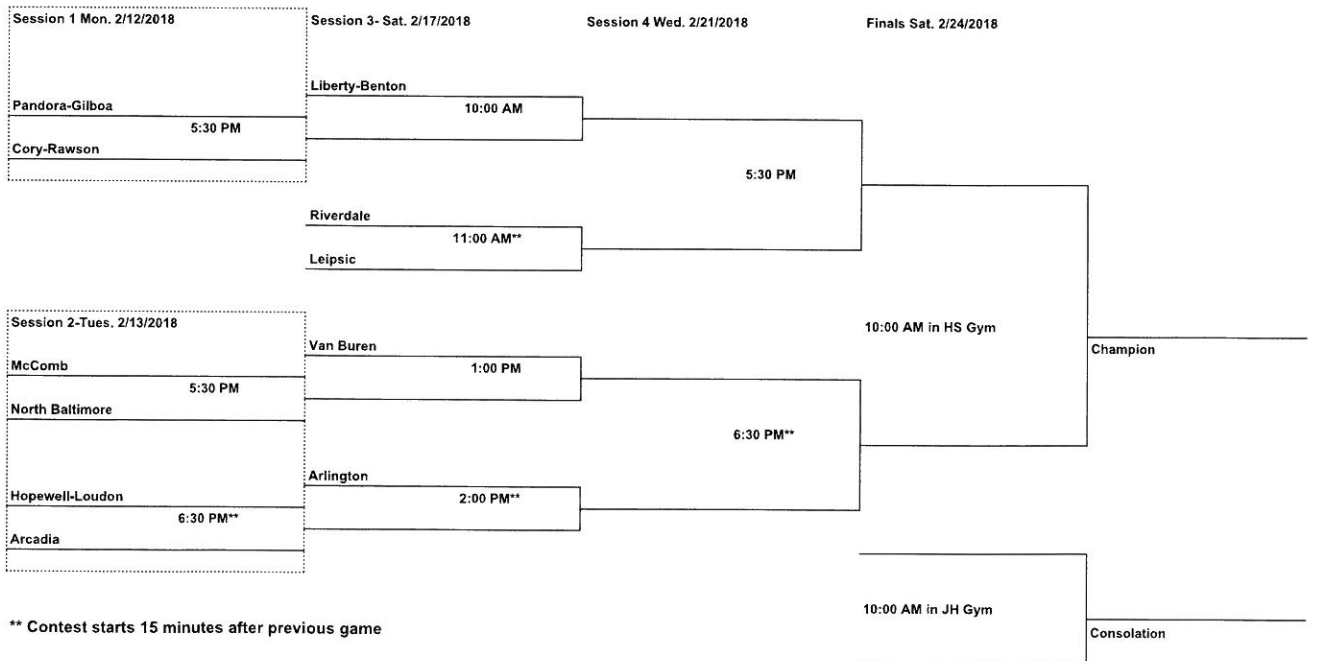 Session 1 Mon. 2/12/2018
Session 3- Sat. 2/17/2018
Session 4 Wed. 2/21/2018
Finals Sat. 2/24/2018
Liberty-Benton
Pandora-Gilboa
10:00 AM
5:30 PM
Cory-Rawson
5:30 PM
Riverdale
11:00 AM**
Leipsic
Session 2-Tues. 2/13/2018
10:00 AM in HS Gym
Van Buren
Champion
McComb
1:00 PM
5:30 PM
North Baltimore
6:30 PM**
Arlington
Hopewell-Loudon
2:00 PM**
6:30 PM**
Arcadia
10:00 AM in JH Gym
** Contest starts 15 minutes after previous game
Consolation